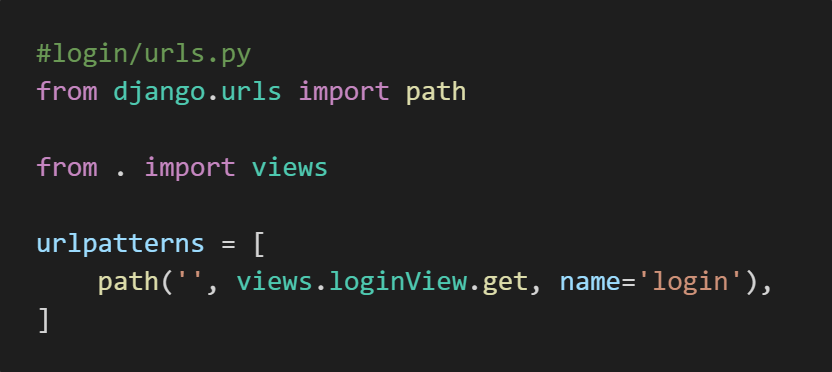 #login/urls.py
from django.urls import path
from . import views
urlpatterns = [
    path('', views.loginView.get, name='login'),
]